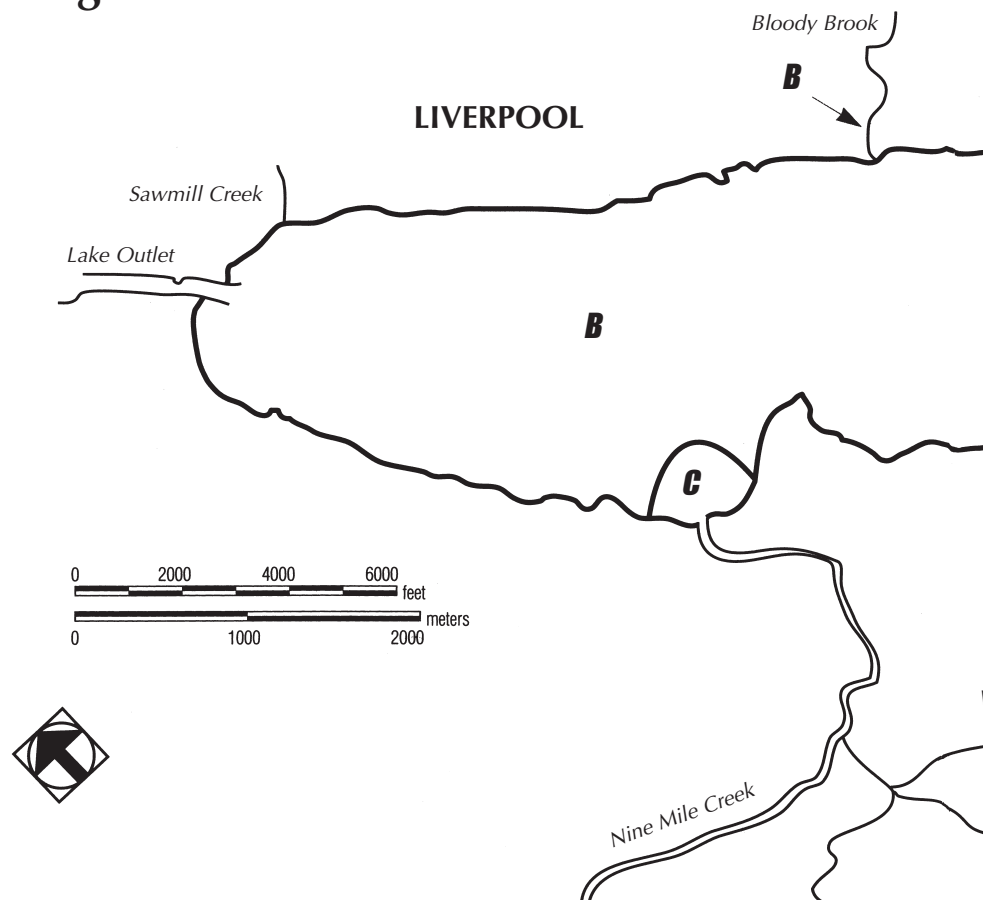 g
Bloody Brook
B
LIVERPOOL
Sawmill Creek
Lake Outlet
B
C
0 2000 4000 6000
feet
meters
0 1000 2000
Nine Mile Creek